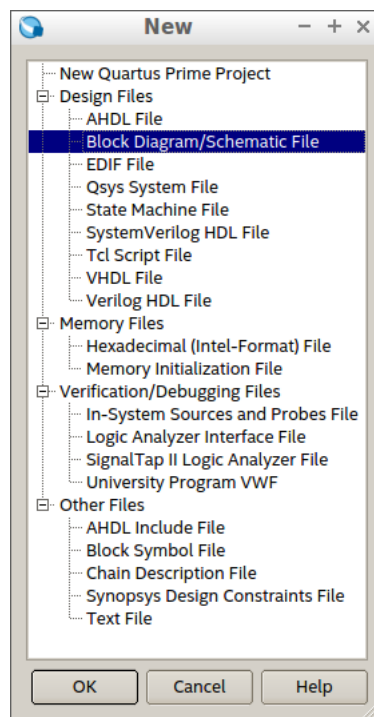 New
New Quartus Prime Project
Design Files
AHDL File
Block Diagram/Schematic File
EDIF File
Qsys System File
State Machine File
SystemVerilog HDL File
Tcl Script File
VHDL File
Verilog HDL File
Memory Files
Hexadecimal (Intel-Format) File
Memory Initialization File
Verification/Debugging Files
In-System Sources and Probes File
Logic Analyzer Interface File
SignalTap II Logic Analyzer File
University Program VWF
Other Files
AHDL Include File
Block Symbol File
Chain Description File
Synopsys Design Constraints File
Text File
OK Cancel Help